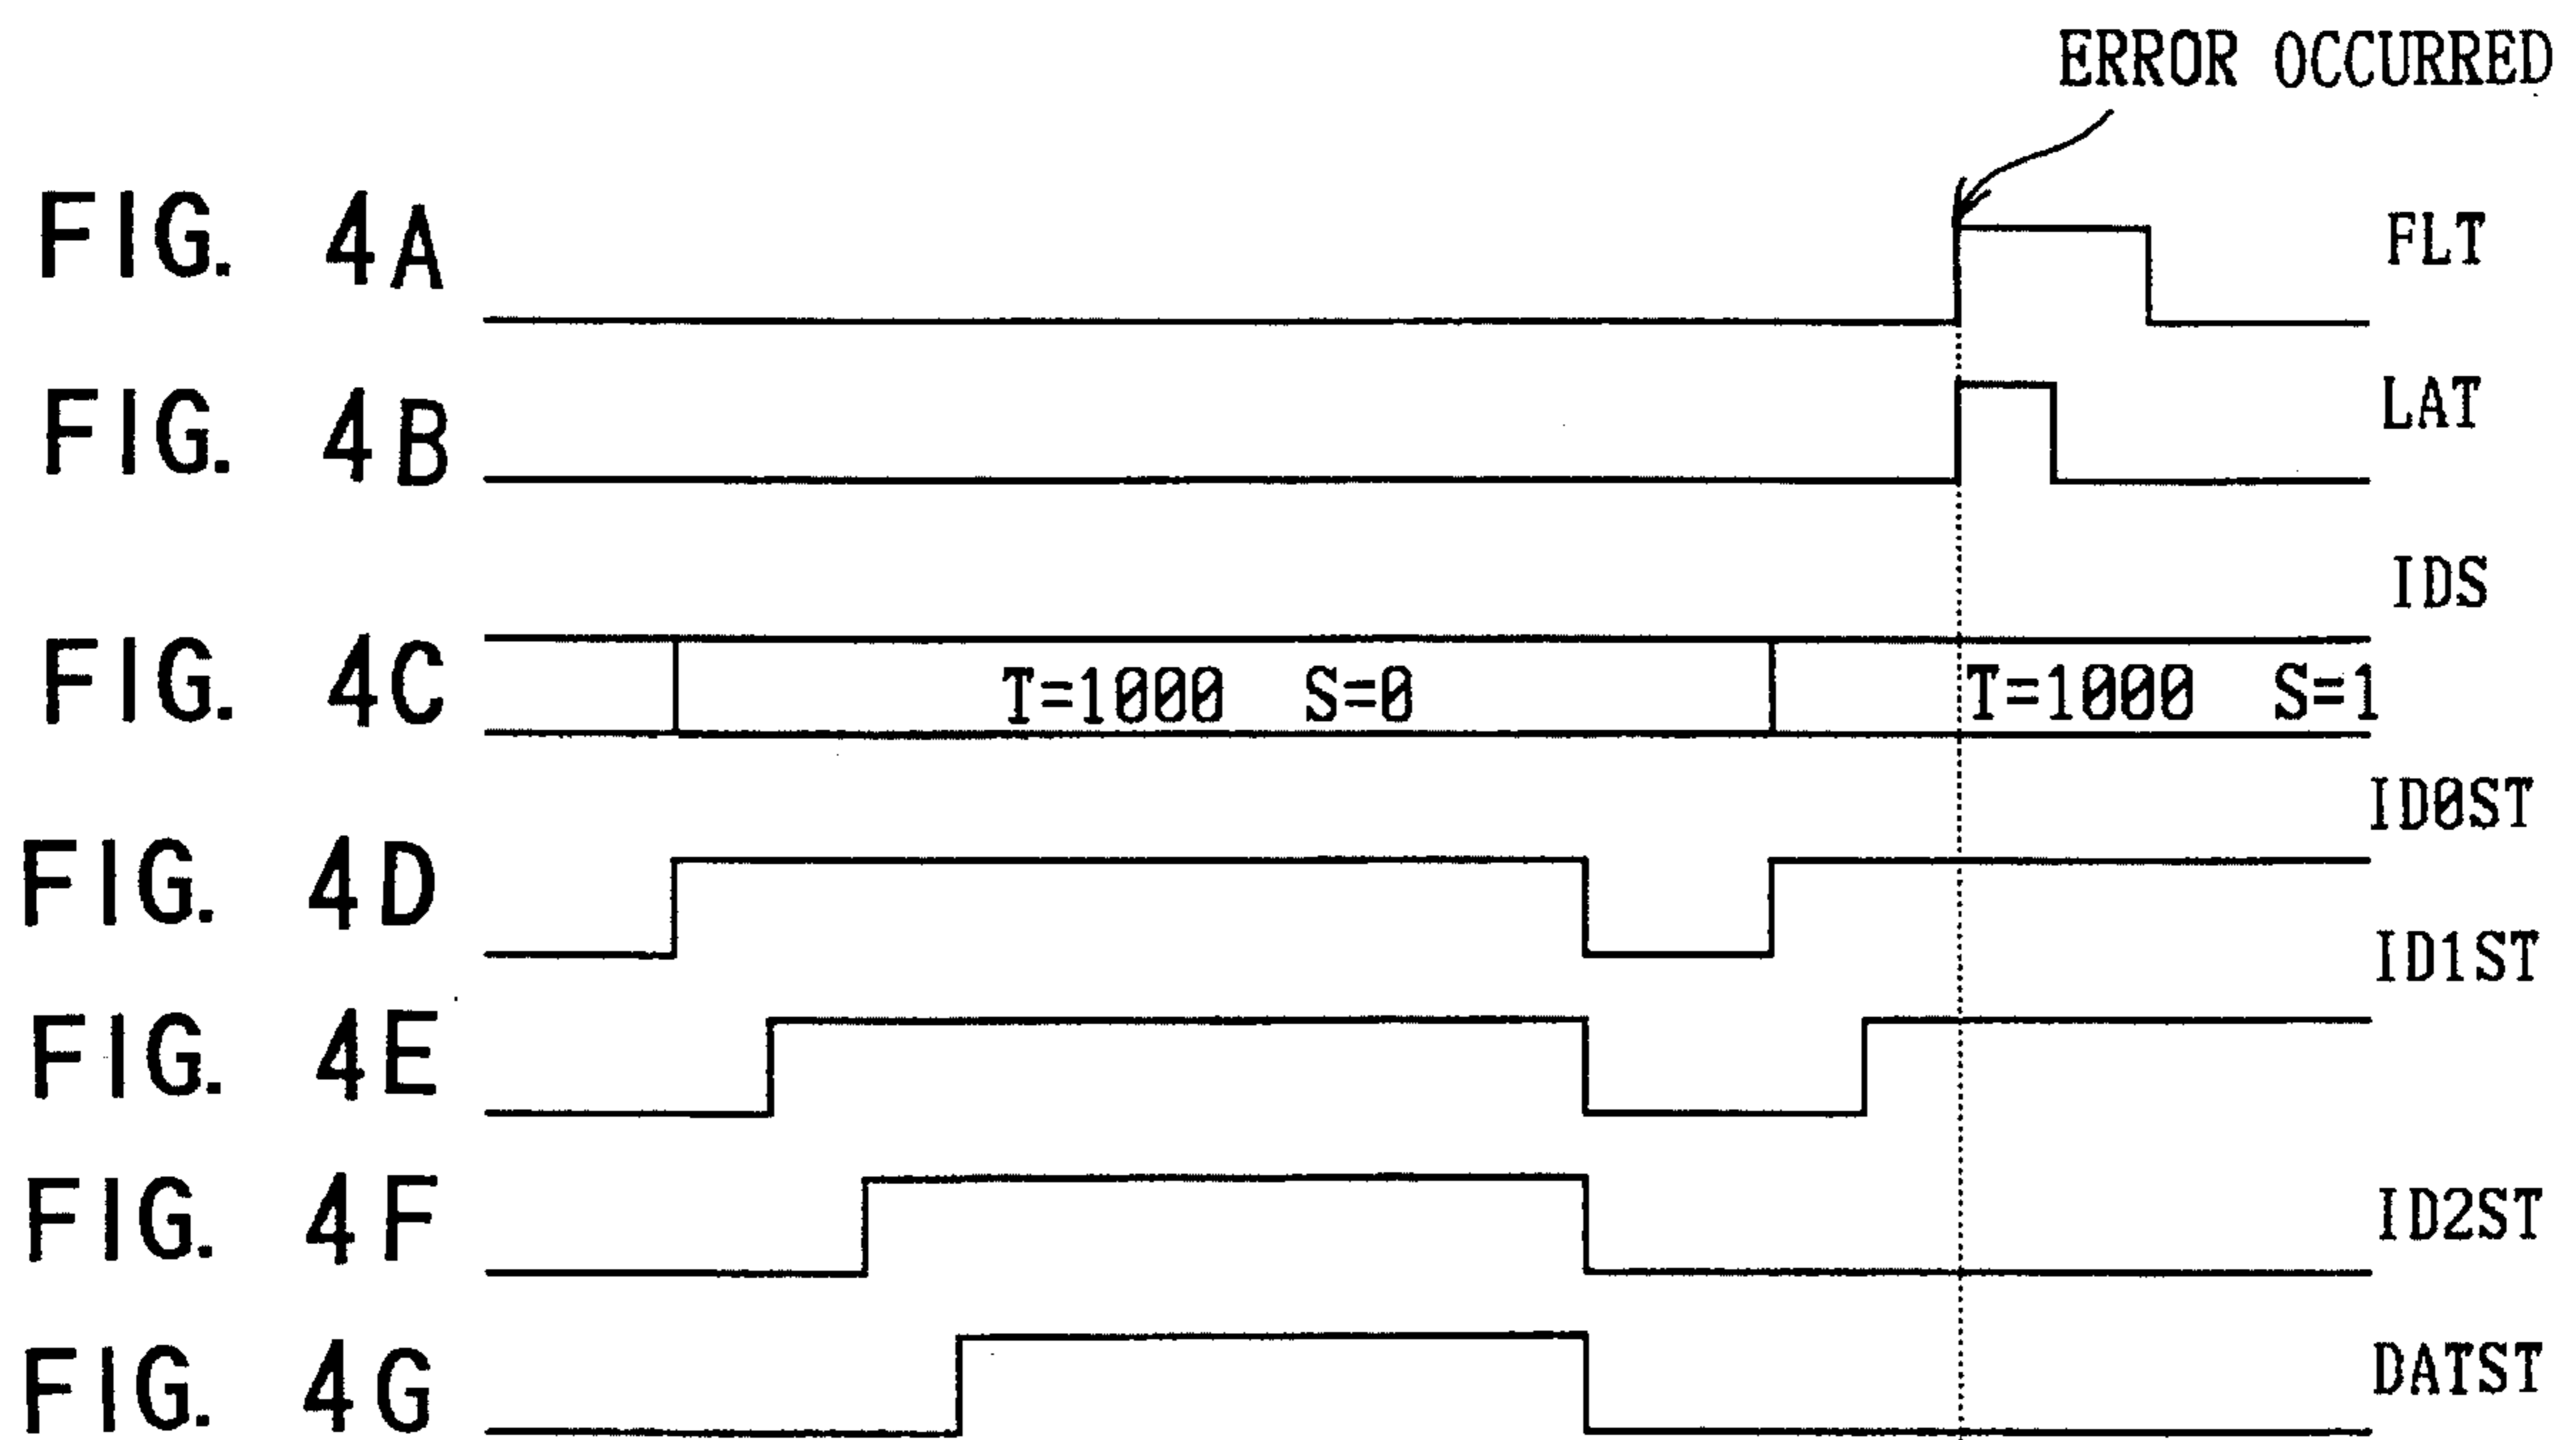 ERROR OCCURRED
FIG. 4A FLT
FIG. 4B LAT
IDS
FIG. 4C T=1000 S=0 T=1000 S=1
ID0ST
FIG. 4D
ID1ST
FIG. 4E
FIG. 4F ID2ST
FIG. 4G DATST